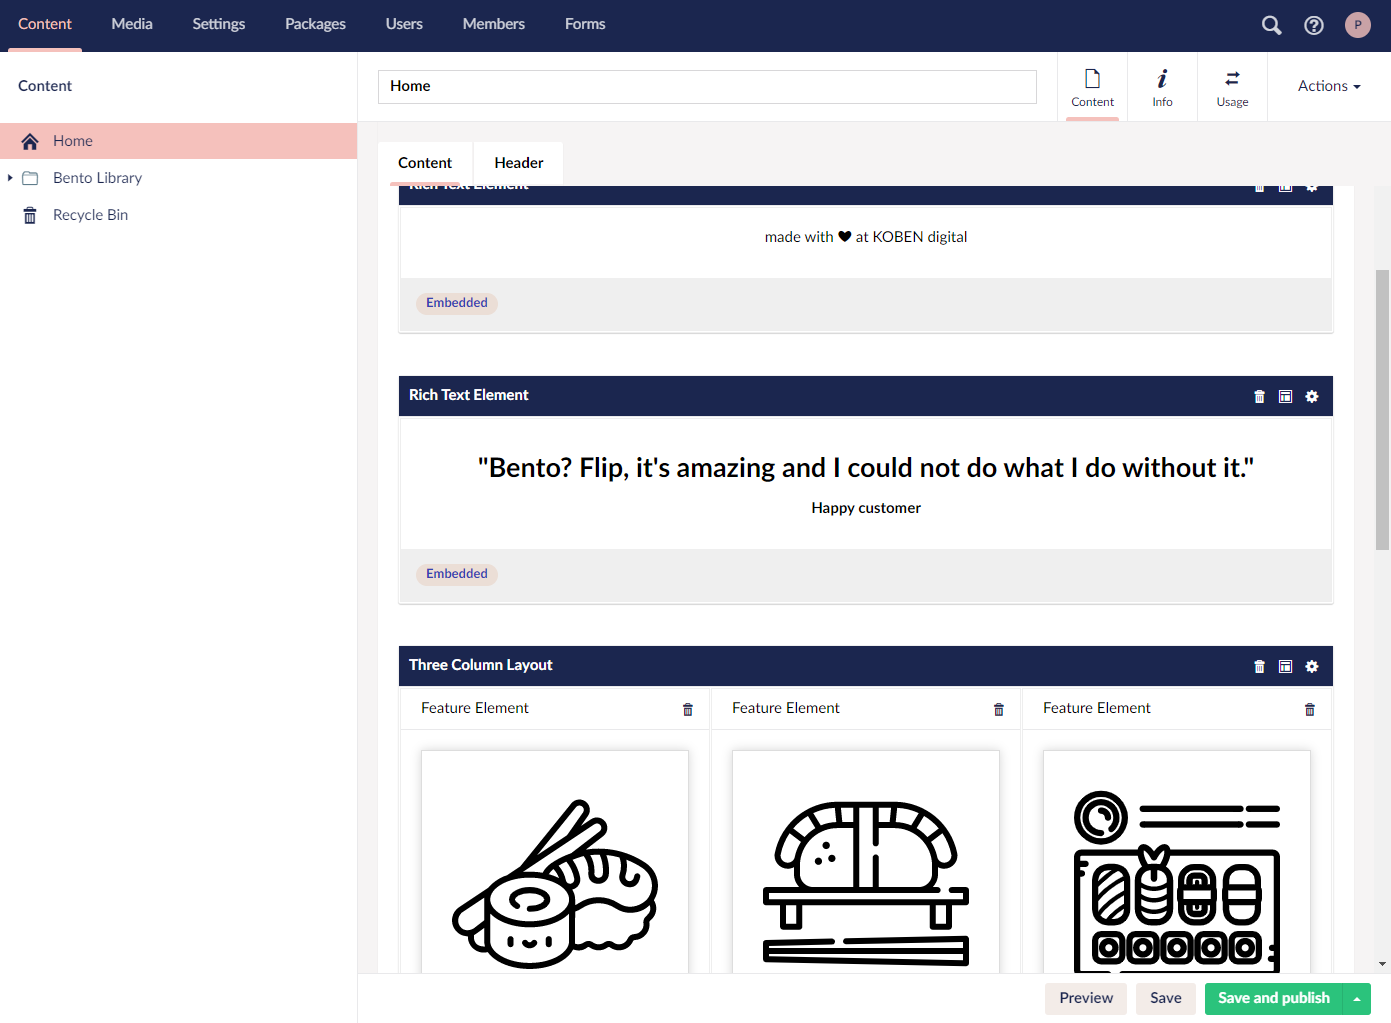 Content
Media
Settings
Packages
Users
Members
Forms
P
Content
Home
Bento Library
Recycle Bin
Home
Content
Info
Usage
Actions
Content
Header
Rich Text Element
made with ♥ at KOBEN digital
Embedded
Rich Text Element
"Bento? Flip, it's amazing and I could not do what I do without it."
Happy customer
Embedded
Three Column Layout
Feature Element
Feature Element
Feature Element
Preview
Save
Save and publish